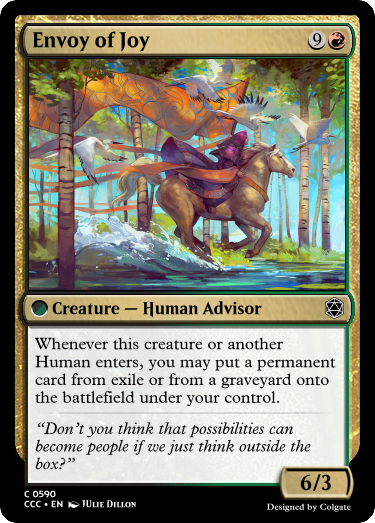 Envoy of Joy 9
Creature — Human Advisor
Whenever this creature or another
Human enters, you may put a permanent
card from exile or from a graveyard onto
the battlefield under your control.
“Don’t you think that possibilities can
become people if we just think outside the
box?”
6/3
C 0590
CCC • EN JULIE DILLON Designed by Colgate